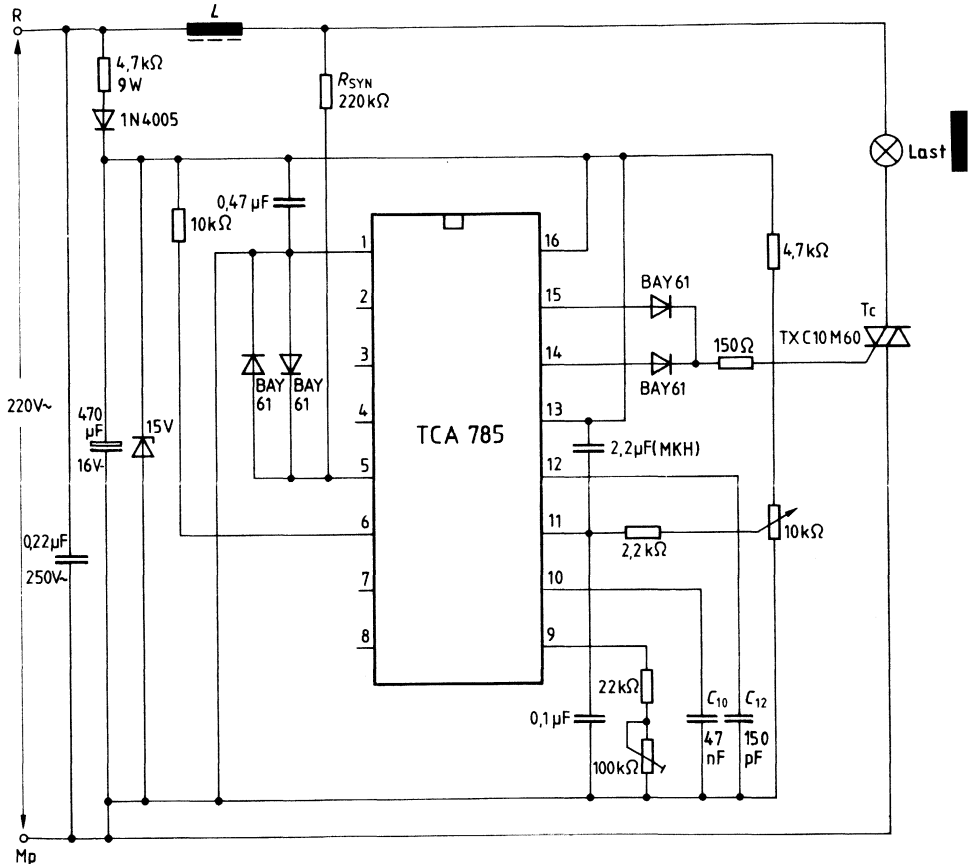 R
L
4,7kΩ
9W
R_SYN
220kΩ
1N4005
Last
0,47µF
10kΩ
1
16
4,7kΩ
2
15
BAY61
Tc
TXC10M60
3
14
150Ω
BAY61
BAY
61
BAY
61
220V~
470
µF
16V-
15V
4
13
TCA 785
2,2µF(MKH)
5
12
6
11
2,2kΩ
10kΩ
0,22µF
250V~
7
10
8
9
22kΩ
C10
C12
0,1µF
47
nF
150
pF
100kΩ
Mp